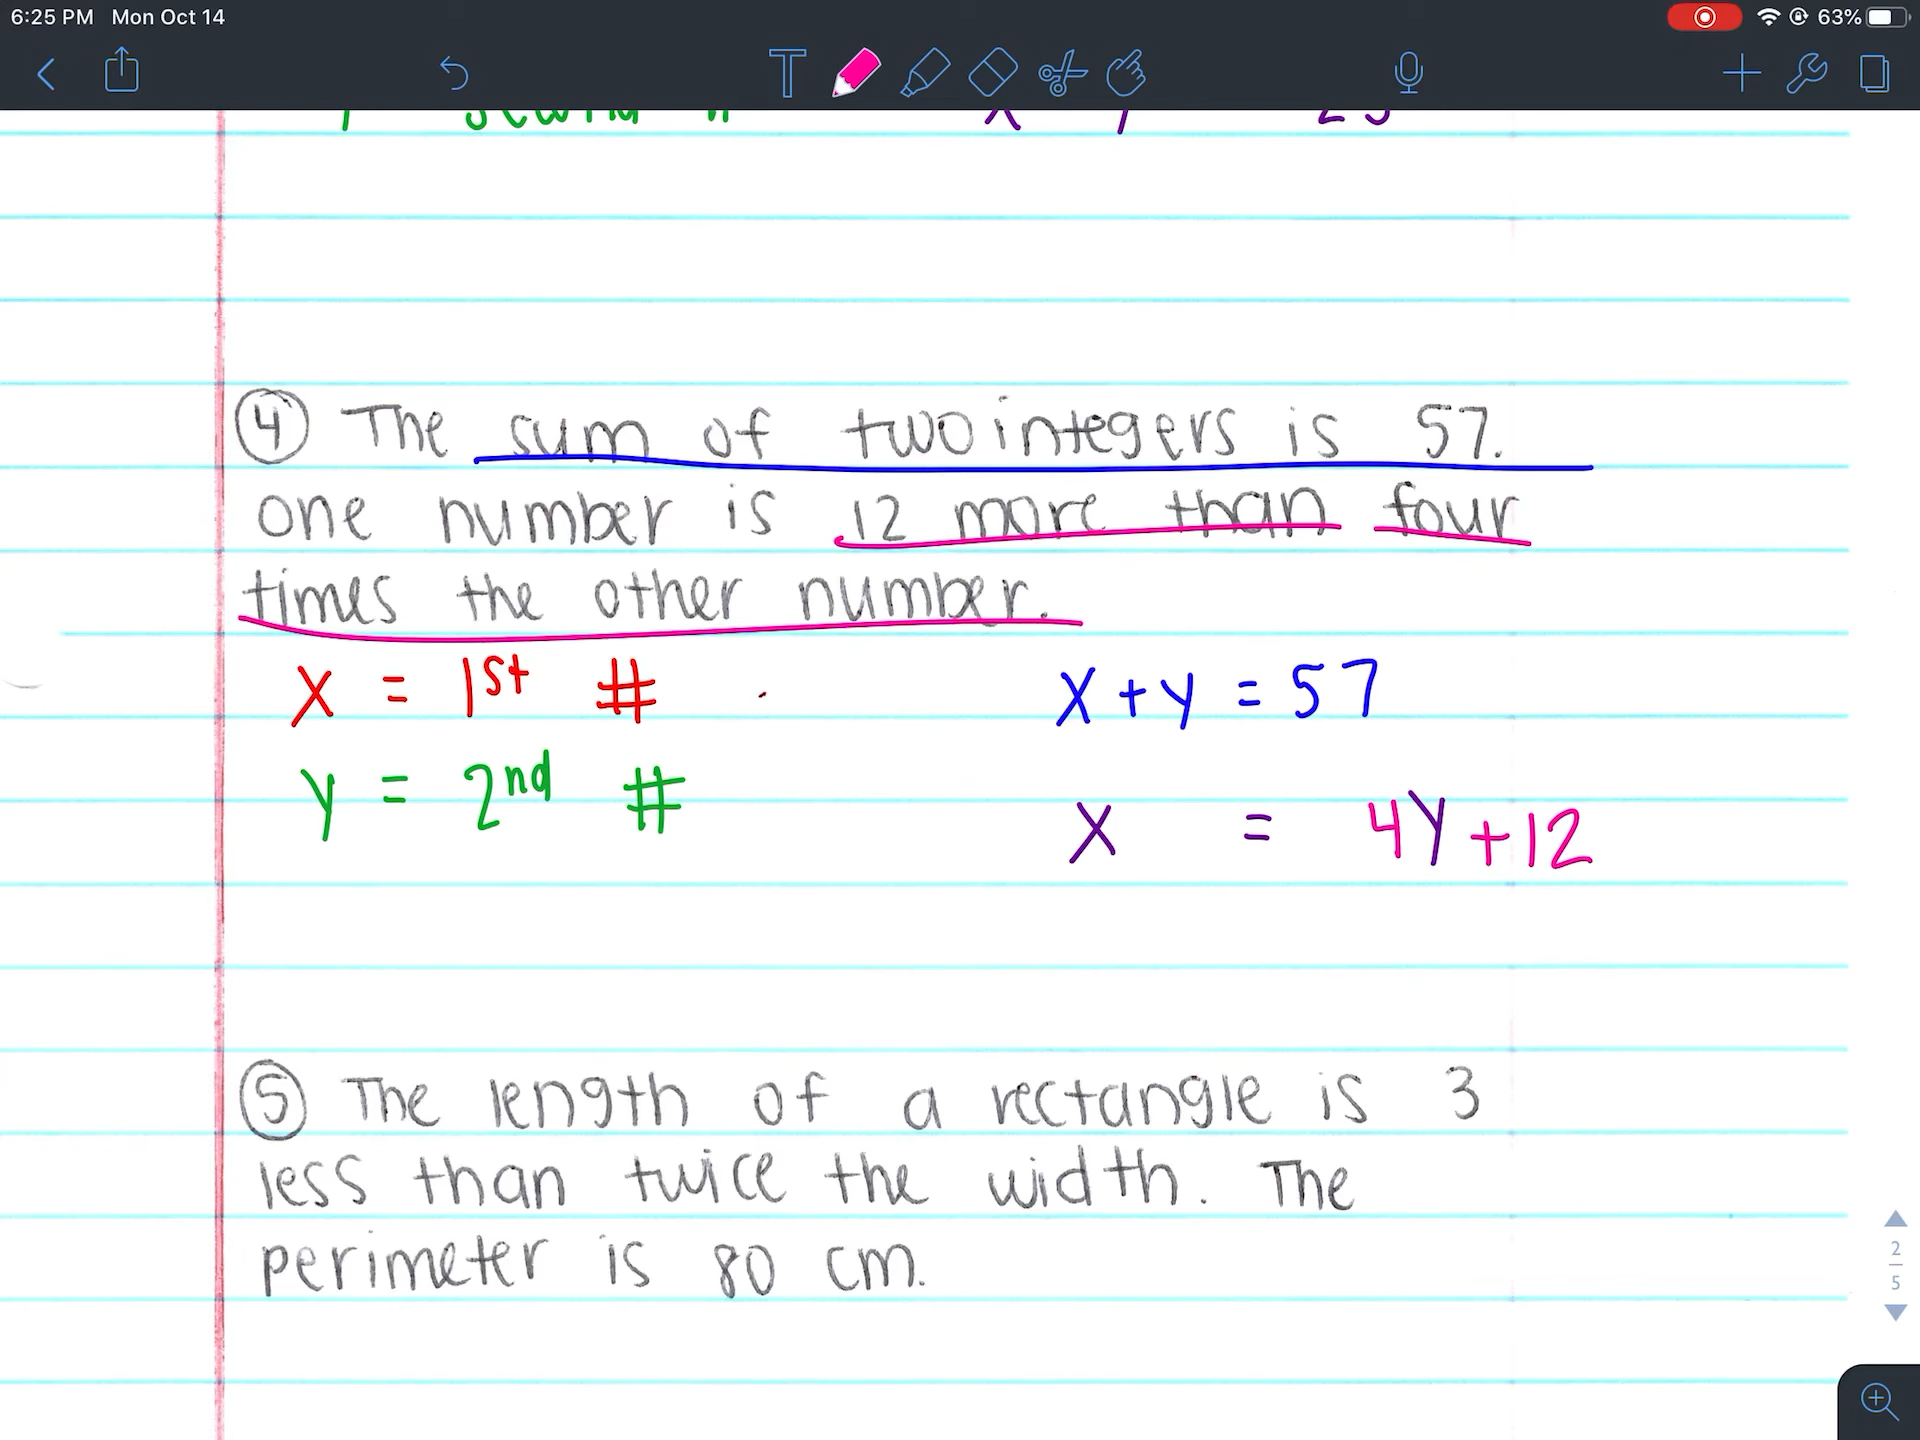 6:25 PM Mon Oct 14
63%
④ The sum of two integers is 57.
one number is 12 more than four
times the other number.
x = 1st #
x + y = 57
y = 2nd #
x = 4y + 12
⑤ The length of a rectangle is 3
less than twice the width. The
perimeter is 80 cm.
2
5